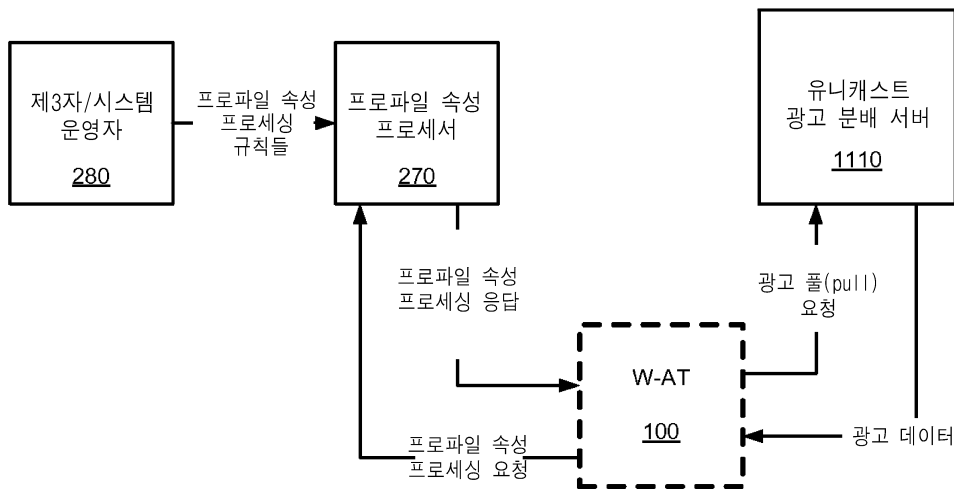 제3자/시스템
운영자
280
프로파일 속성
프로세싱
규칙들
프로파일 속성
프로세서
270
유니캐스트
광고 분배 서버
1110
프로파일 속성
프로세싱 응답
광고 풀(pull)
요청
W-AT
100
프로파일 속성
프로세싱 요청
광고 데이터